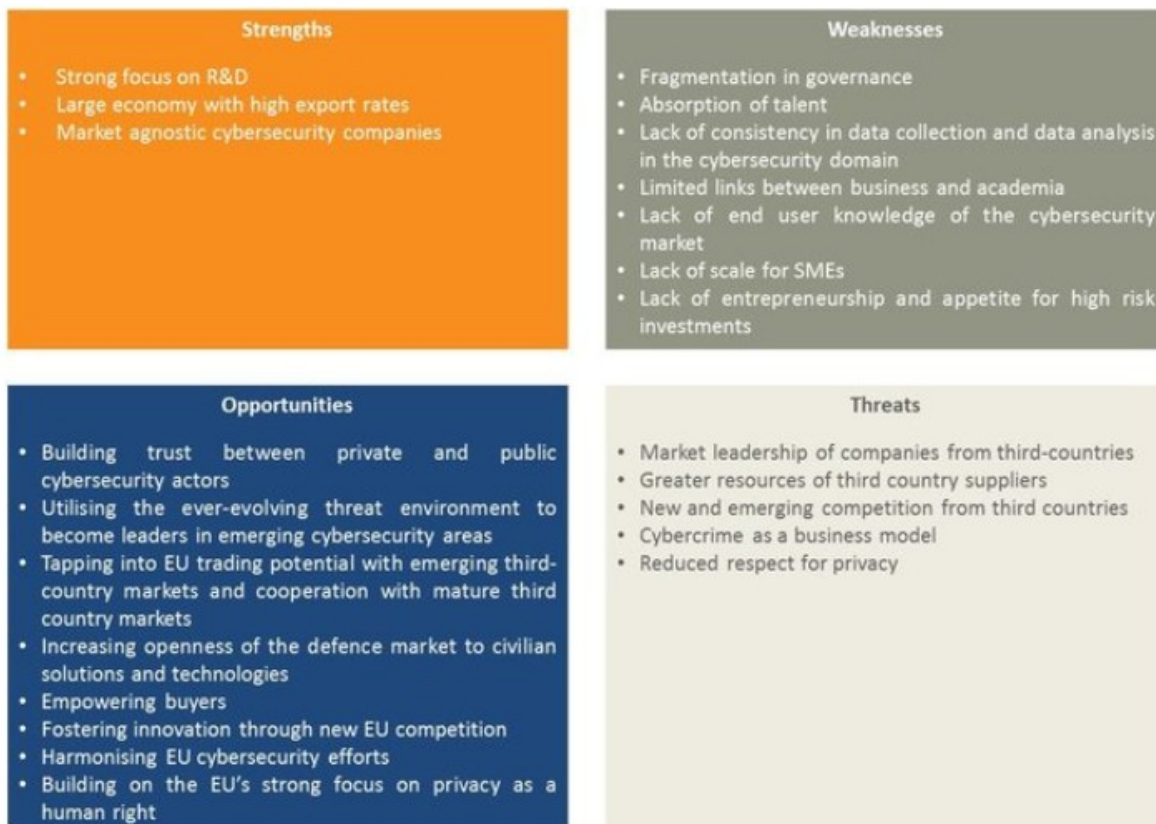 Strengths
• Strong focus on R&D
• Large economy with high export rates
• Market agnostic cybersecurity companies
Weaknesses
• Fragmentation in governance
• Absorption of talent
• Lack of consistency in data collection and data analysis
in the cybersecurity domain
• Limited links between business and academia
• Lack of end user knowledge of the cybersecurity
market
• Lack of scale for SMEs
• Lack of entrepreneurship and appetite for high risk
investments
Opportunities
• Building trust between private and public
cybersecurity actors
• Utilising the ever-evolving threat environment to
become leaders in emerging cybersecurity areas
• Tapping into EU trading potential with emerging third-
country markets and cooperation with mature third
country markets
• Increasing openness of the defence market to civilian
solutions and technologies
• Empowering buyers
• Fostering innovation through new EU competition
• Harmonising EU cybersecurity efforts
• Building on the EU's strong focus on privacy as a
human right
Threats
• Market leadership of companies from third-countries
• Greater resources of third country suppliers
• New and emerging competition from third countries
• Cybercrime as a business model
• Reduced respect for privacy